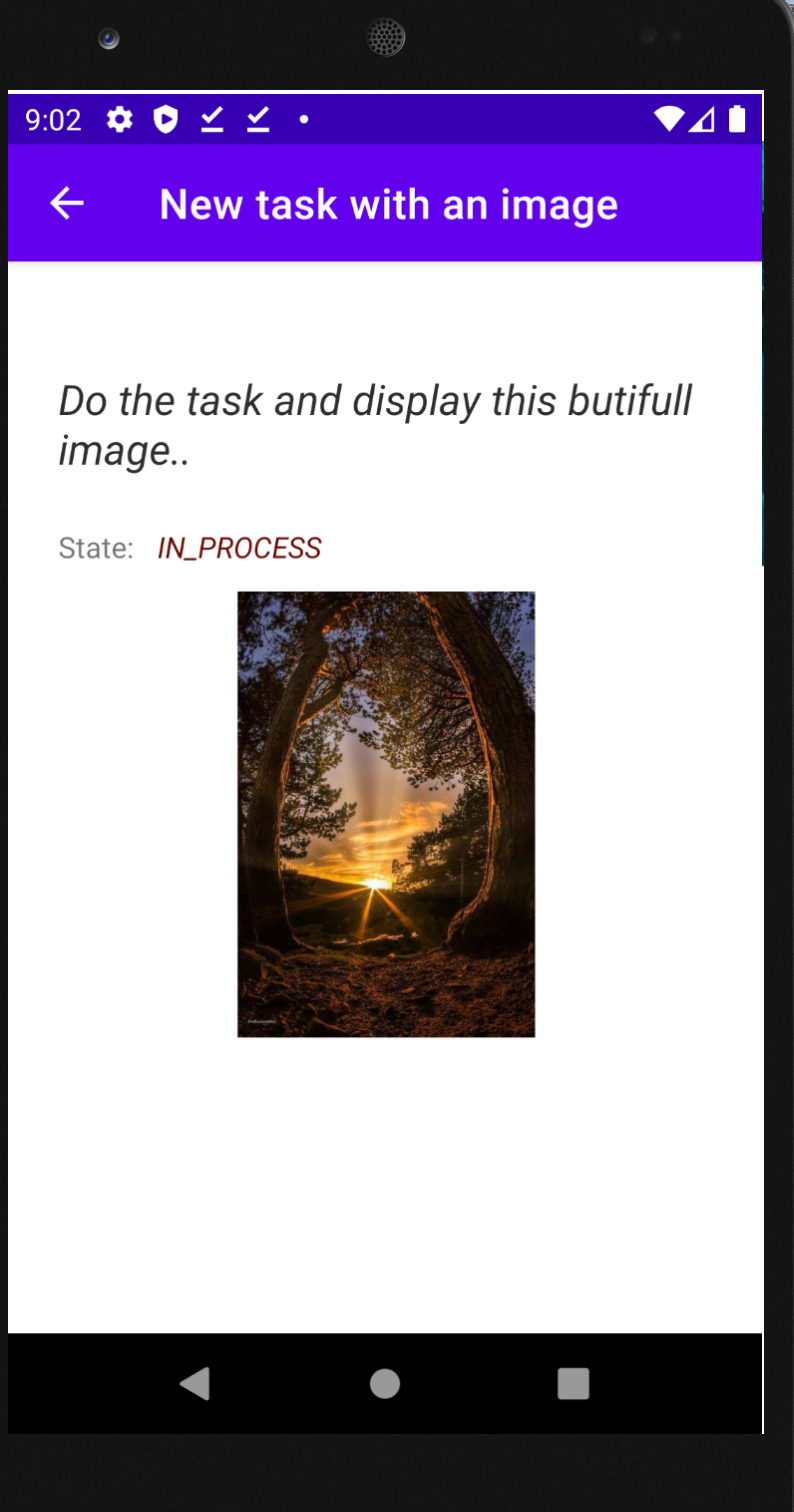 9:02
New task with an image
Do the task and display this butifull
image..
State: IN_PROCESS